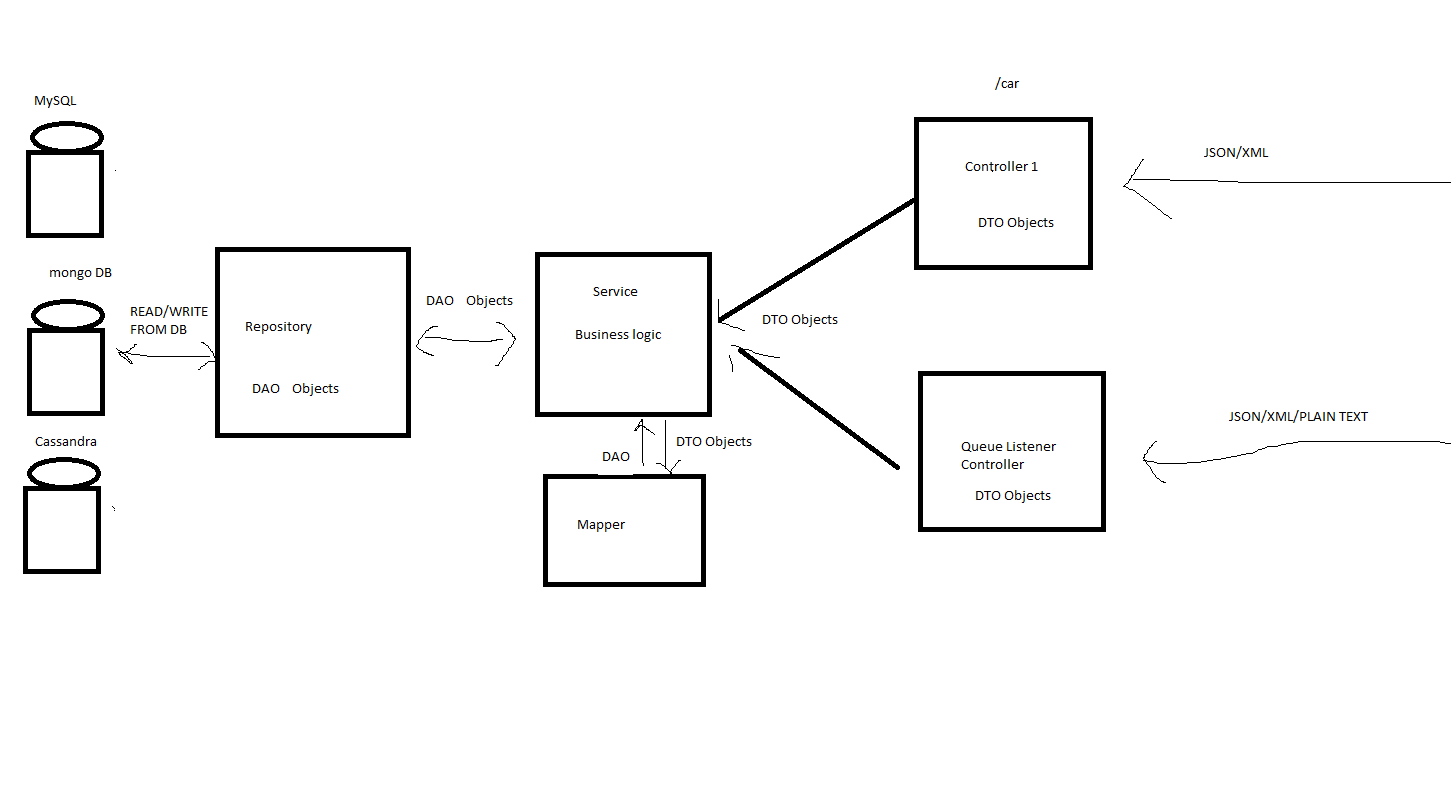 /car
MySQL
JSON/XML
Controller 1
DTO Objects
mongo DB
READ/WRITE
FROM DB
Repository
DAO Objects
DAO Objects
Service
Business logic
DTO Objects
Cassandra
DAO
DTO Objects
Mapper
JSON/XML/PLAIN TEXT
Queue Listener
Controller
DTO Objects